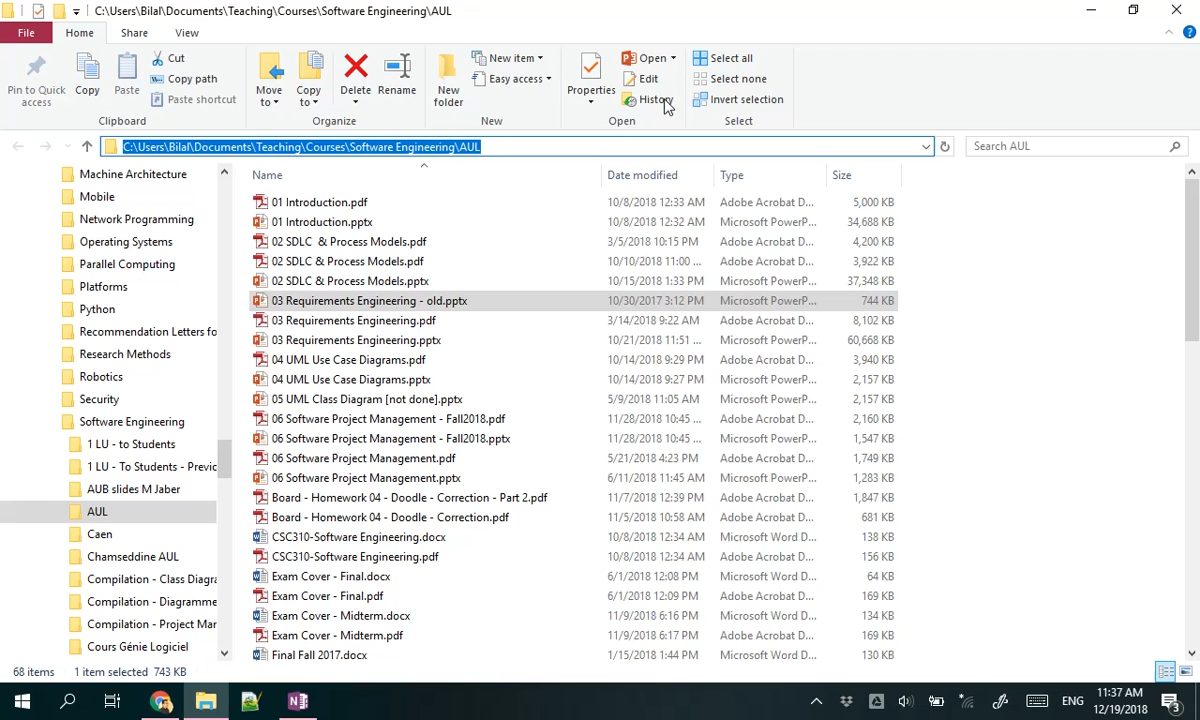 C:\Users\Bilal\Documents\Teaching\Courses\Software Engineering\AUL
File Home Share View
Pin to Quick access
Copy
Paste
Cut
Copy path
Paste shortcut
Clipboard
Move to
Copy to
Delete
Rename
Organize
New folder
New item
Easy access
New
Properties
Open
Edit
History
Open
Select all
Select none
Invert selection
Select
C:\Users\Bilal\Documents\Teaching\Courses\Software Engineering\AUL
Search AUL
Machine Architecture
Mobile
Network Programming
Operating Systems
Parallel Computing
Platforms
Python
Recommendation Letters fo
Research Methods
Robotics
Security
Software Engineering
1 LU - to Students
1 LU - To Students - Previc
AUB slides M Jaber
AUL
Caen
Chamseddine AUL
Compilation - Class Diagra
Compilation - Diagramme
Compilation - Project Mar
Cours Génie Logiciel
Name Date modified Type Size
01 Introduction.pdf 10/8/2018 12:33 AM Adobe Acrobat D... 5,000 KB
01 Introduction.pptx 10/8/2018 12:32 AM Microsoft PowerP... 34,688 KB
02 SDLC  & Process Models.pdf 3/5/2018 10:15 PM Adobe Acrobat D... 4,200 KB
02 SDLC & Process Models.pdf 10/10/2018 11:00 ... Adobe Acrobat D... 3,922 KB
02 SDLC & Process Models.pptx 10/15/2018 1:33 PM Microsoft PowerP... 37,348 KB
03 Requirements Engineering - old.pptx 10/30/2017 3:12 PM Microsoft PowerP... 744 KB
03 Requirements Engineering.pdf 3/14/2018 9:22 AM Adobe Acrobat D... 8,102 KB
03 Requirements Engineering.pptx 10/21/2018 11:51 ... Microsoft PowerP... 60,668 KB
04 UML Use Case Diagrams.pdf 10/14/2018 9:29 PM Adobe Acrobat D... 3,940 KB
04 UML Use Case Diagrams.pptx 10/14/2018 9:27 PM Microsoft PowerP... 2,157 KB
05 UML Class Diagram [not done].pptx 5/9/2018 11:05 AM Microsoft PowerP... 2,157 KB
06 Software Project Management - Fall2018.pdf 11/28/2018 10:45 ... Adobe Acrobat D... 2,160 KB
06 Software Project Management - Fall2018.pptx 11/28/2018 10:45 ... Microsoft PowerP... 1,547 KB
06 Software Project Management.pdf 5/21/2018 4:23 PM Adobe Acrobat D... 1,749 KB
06 Software Project Management.pptx 6/11/2018 11:45 AM Microsoft PowerP... 1,283 KB
Board - Homework 04 - Doodle - Correction - Part 2.pdf 11/7/2018 12:39 PM Adobe Acrobat D... 1,847 KB
Board - Homework 04 - Doodle - Correction.pdf 11/5/2018 10:58 AM Adobe Acrobat D... 681 KB
CSC310-Software Engineering.docx 10/8/2018 12:34 AM Microsoft Word D... 138 KB
CSC310-Software Engineering.pdf 10/8/2018 12:34 AM Adobe Acrobat D... 156 KB
Exam Cover - Final.docx 6/1/2018 12:08 PM Microsoft Word D... 64 KB
Exam Cover - Final.pdf 6/1/2018 12:09 PM Adobe Acrobat D... 169 KB
Exam Cover - Midterm.docx 11/9/2018 6:16 PM Microsoft Word D... 134 KB
Exam Cover - Midterm.pdf 11/9/2018 6:17 PM Adobe Acrobat D... 169 KB
Final Fall 2017.docx 1/15/2018 1:44 PM Microsoft Word D... 130 KB
68 items 1 item selected 743 KB
ENG
11:37 AM
12/19/2018
3